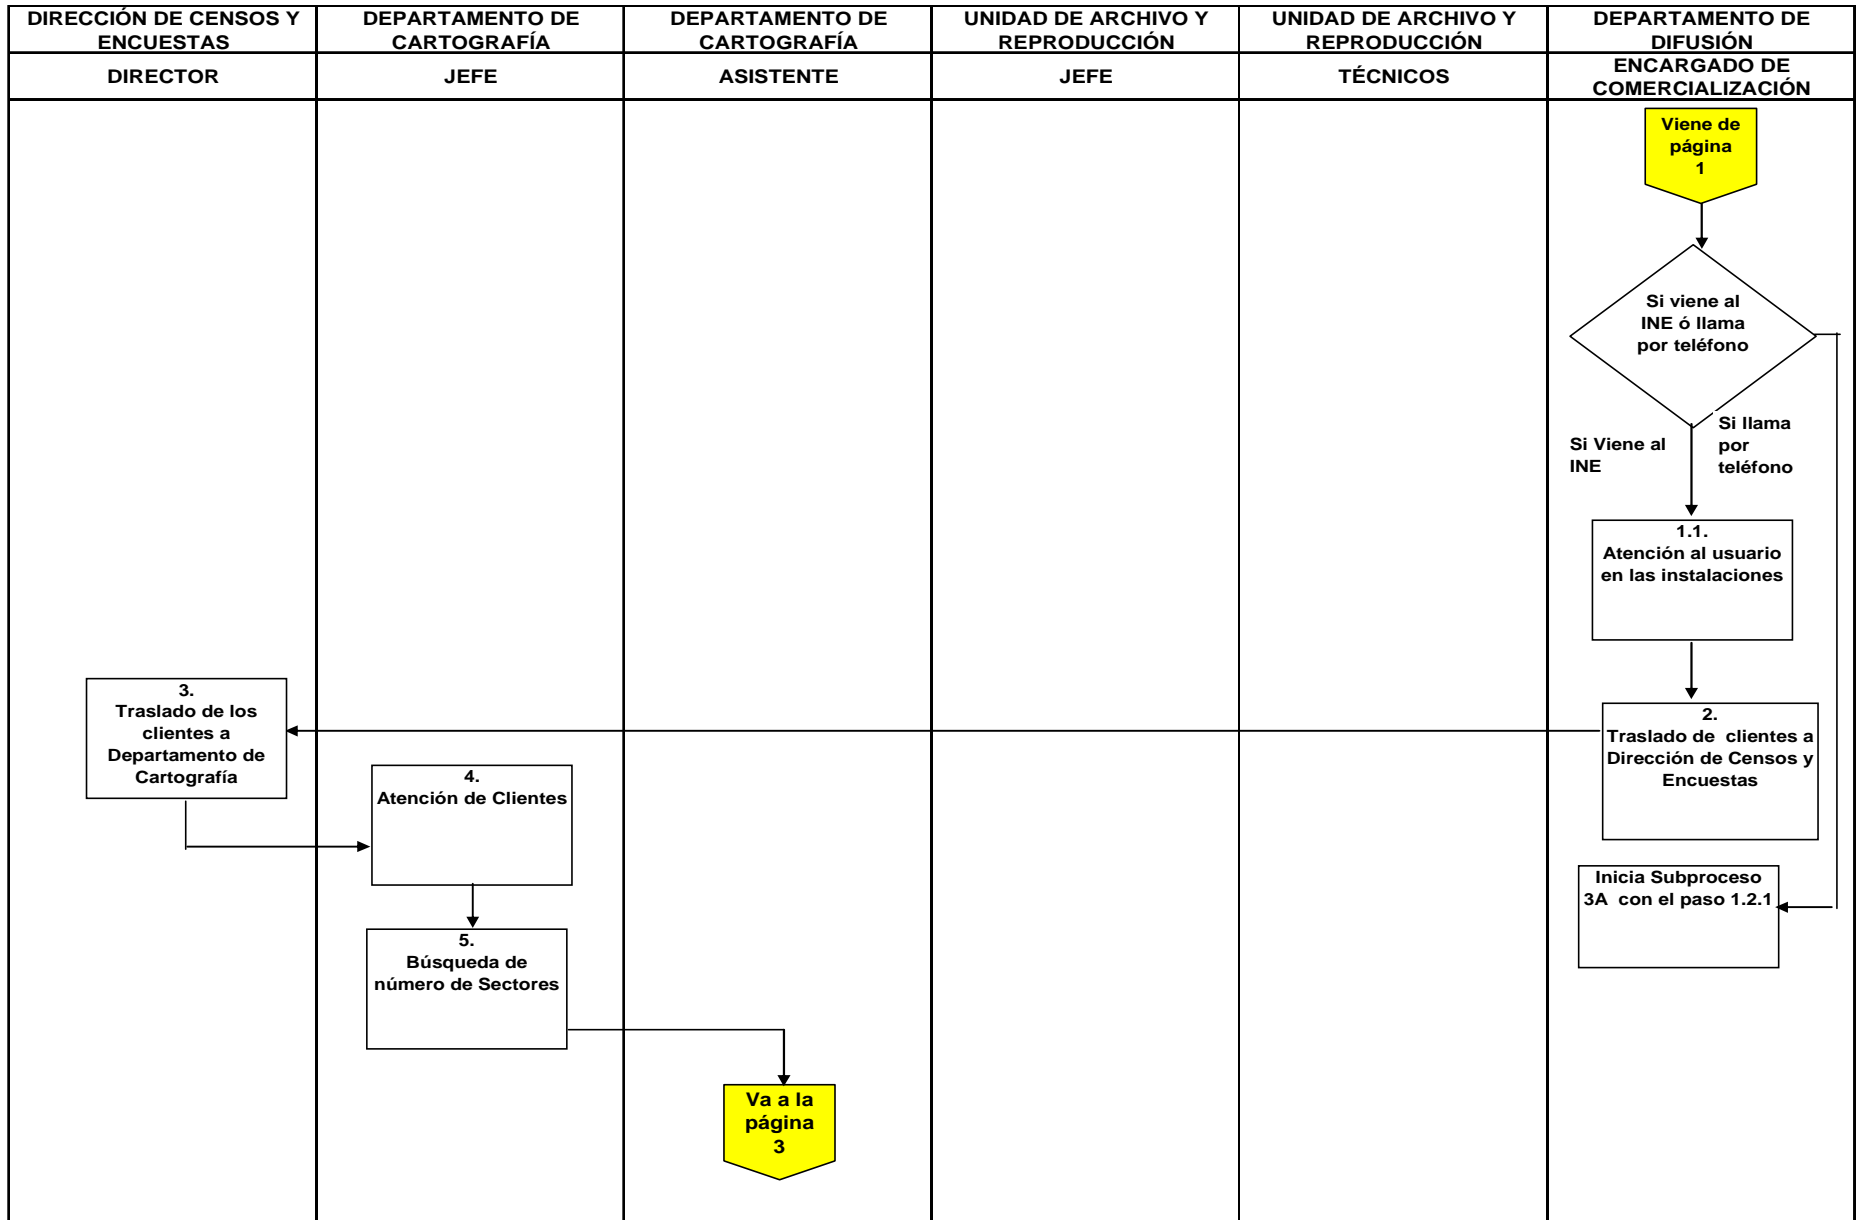 DIRECCIÓN DE CENSOS Y
ENCUESTAS
DEPARTAMENTO DE
CARTOGRAFÍA
DEPARTAMENTO DE
CARTOGRAFÍA
UNIDAD DE ARCHIVO Y
REPRODUCCIÓN
UNIDAD DE ARCHIVO Y
REPRODUCCIÓN
DEPARTAMENTO DE
DIFUSIÓN
DIRECTOR
JEFE
ASISTENTE
JEFE
TÉCNICOS
ENCARGADO DE
COMERCIALIZACIÓN
Viene de
página
1
Si viene al
INE ó llama
por teléfono
Si Viene al
INE
Si llama
por
teléfono
1.1.
Atención al usuario
en las instalaciones
2.
Traslado de clientes a
Dirección de Censos y
Encuestas
3.
Traslado de los
clientes a
Departamento de
Cartografía
4.
Atención de Clientes
Inicia Subproceso
3A con el paso 1.2.1
5.
Búsqueda de
número de Sectores
Va a la
página
3